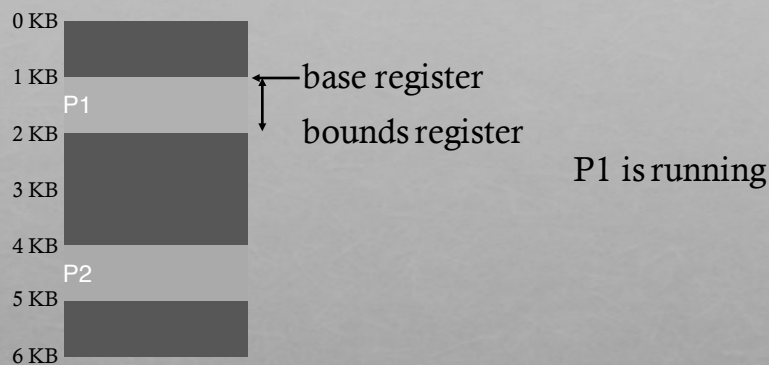 0 KB
1 KB
base register
P1
2 KB
bounds register
P1 is running
3 KB
4 KB
P2
5 KB
6 KB